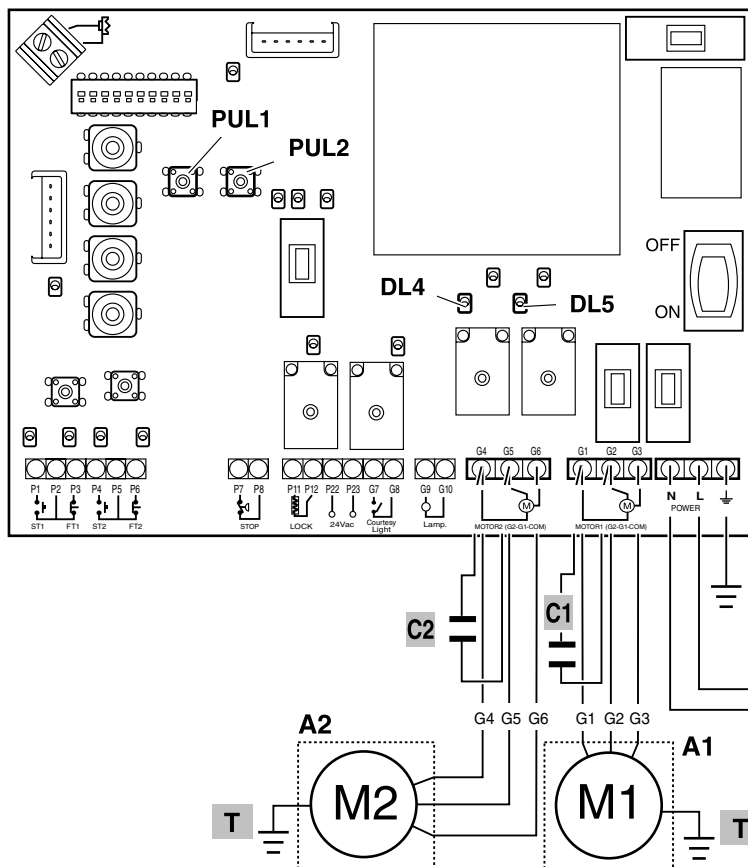 PUL1
PUL2
OFF
DL4
DL5
ON
G4 G5 G6 G1 G2 G3
P1 P2 P3 P4 P5 P6 P7 P8 P11 P12 P22 P23 G7 G8 G9 G10
N L
POWER
ST1 FT1 ST2 FT2 STOP LOCK 24Vac Courtesy Light Lamp. MOTOR2 (G2-G1-COM) MOTOR1 (G2-G1-COM)
M M
C2 C1
G4 G5 G6 G1 G2 G3
A2 A1
M2 M1
T T